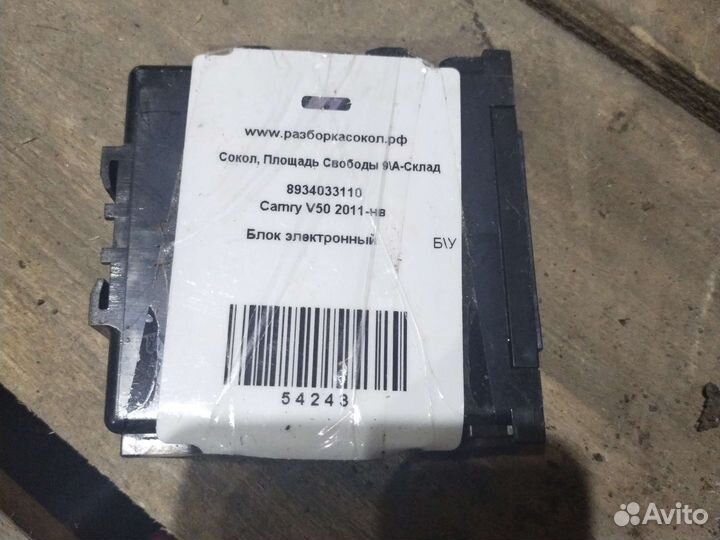 www.разборкасокол.рф
Сокол, Площадь Свободы 9\А-Склад
8934033110
Camry V50 2011-нв
Блок электронный
Б\У
54243
Avito